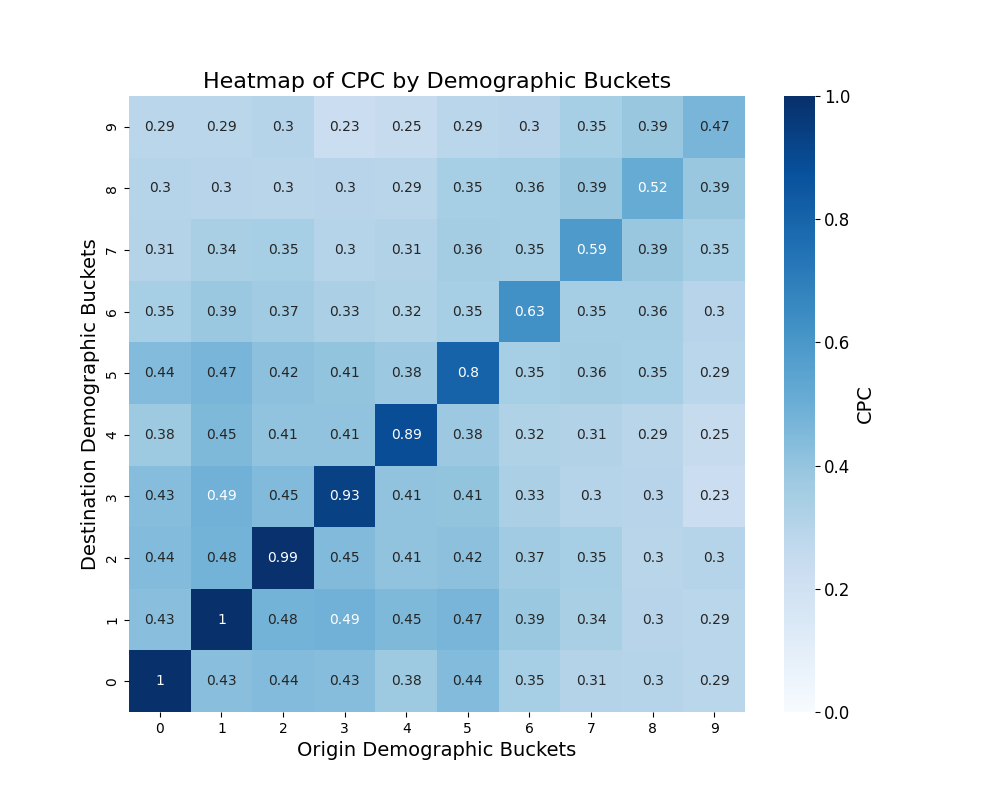 Heatmap of CPC by Demographic Buckets
9 0.29 0.29 0.3 0.23 0.25 0.29 0.3 0.35 0.39 0.47
8 0.3 0.3 0.3 0.3 0.29 0.35 0.36 0.39 0.52 0.39
7 0.31 0.34 0.35 0.3 0.31 0.36 0.35 0.59 0.39 0.35
6 0.35 0.39 0.37 0.33 0.32 0.35 0.63 0.35 0.36 0.3
5 0.44 0.47 0.42 0.41 0.38 0.8 0.35 0.36 0.35 0.29
4 0.38 0.45 0.41 0.41 0.89 0.38 0.32 0.31 0.29 0.25
3 0.43 0.49 0.45 0.93 0.41 0.41 0.33 0.3 0.3 0.23
2 0.44 0.48 0.99 0.45 0.41 0.42 0.37 0.35 0.3 0.3
1 0.43 1 0.48 0.49 0.45 0.47 0.39 0.34 0.3 0.29
0 1 0.43 0.44 0.43 0.38 0.44 0.35 0.31 0.3 0.29
0 1 2 3 4 5 6 7 8 9
Origin Demographic Buckets
Destination Demographic Buckets
1.0
0.8
0.6
0.4
0.2
0.0
CPC